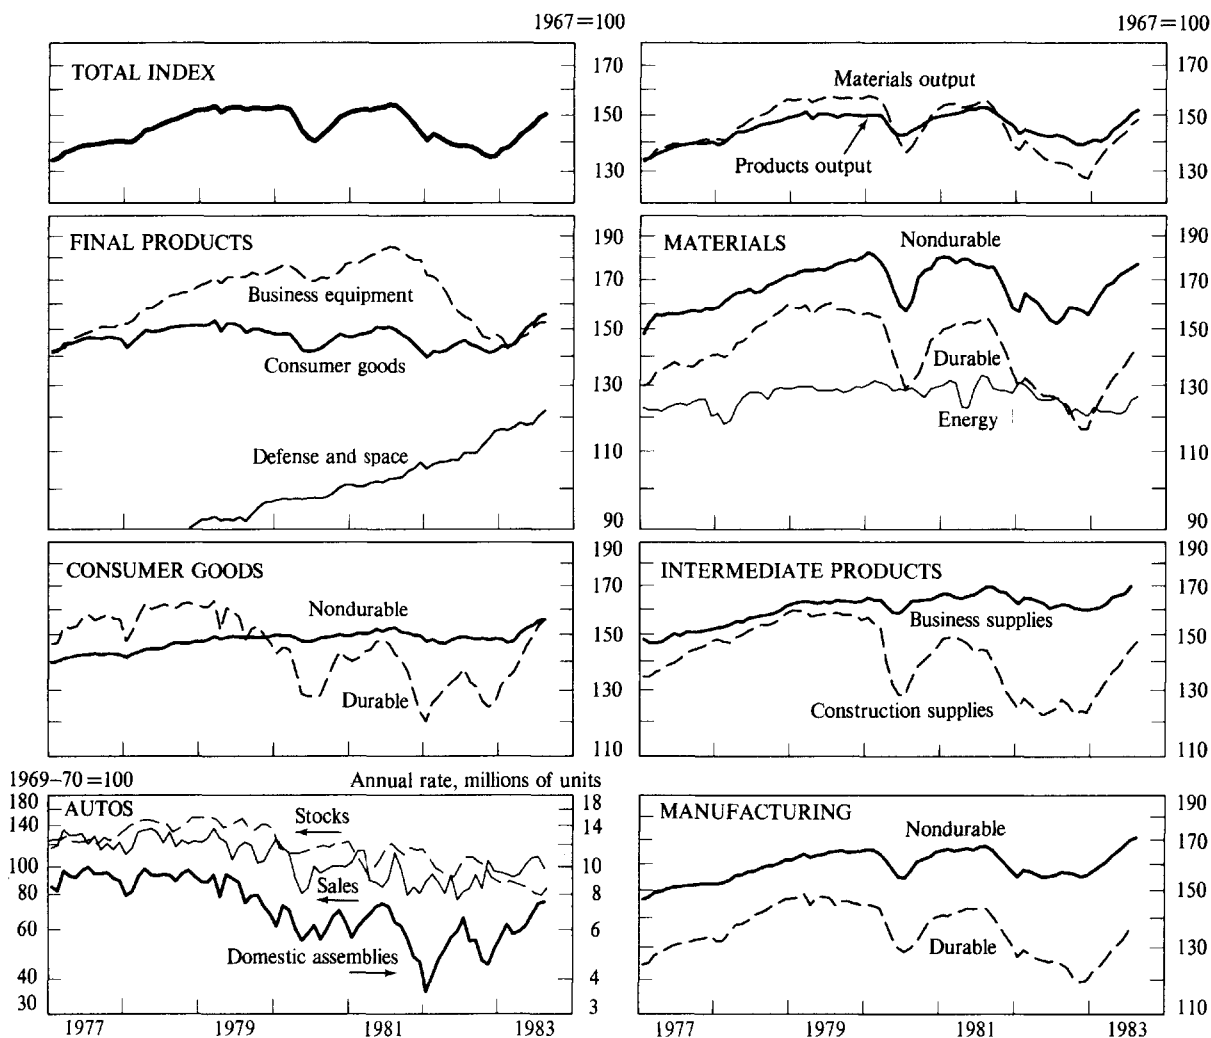 1967=100
1967=100
TOTAL INDEX
170
150
130
Materials output
Products output
170
150
130
FINAL PRODUCTS
Business equipment
Consumer goods
Defense and space
190
170
150
130
110
90
MATERIALS
Nondurable
Durable
Energy
190
170
150
130
110
90
CONSUMER GOODS
Nondurable
Durable
190
170
150
130
110
INTERMEDIATE PRODUCTS
Business supplies
Construction supplies
190
170
150
130
110
1969–70=100
Annual rate, millions of units
AUTOS
180
140
100
80
60
40
30
Stocks
Sales
Domestic assemblies
18
14
10
8
6
4
3
1977
1979
1981
1983
MANUFACTURING
Nondurable
Durable
190
170
150
130
110
1977
1979
1981
1983